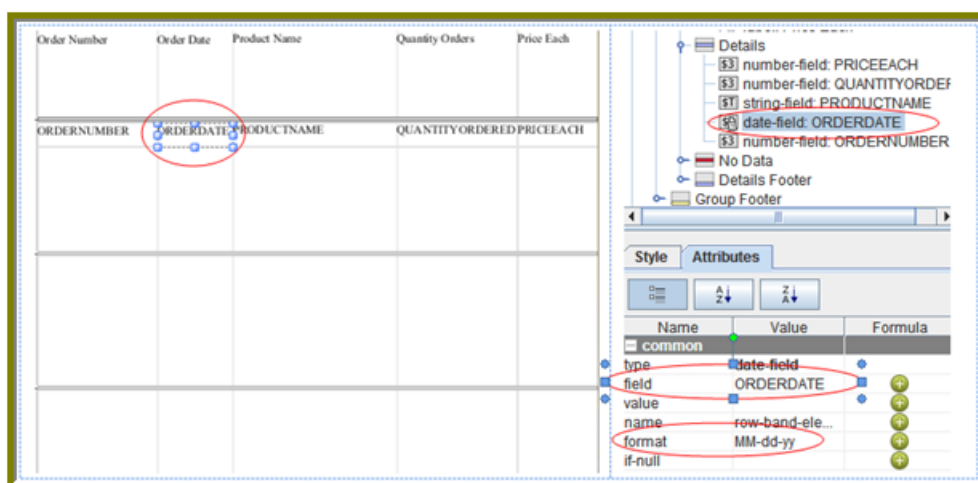 Order Number Order Date Product Name Quantity Orders Price Each
ORDERNUMBER ORDERDATE PRODUCTNAME QUANTITYORDERED PRICEEACH
Details
number-field: PRICEEACH
number-field: QUANTITYORDEF
string-field: PRODUCTNAME
date-field: ORDERDATE
number-field: ORDERNUMBER
No Data
Details Footer
Group Footer
Style Attributes
Name Value Formula
common
type date-field
field ORDERDATE
value
name row-band-ele...
format MM-dd-yy
if-null